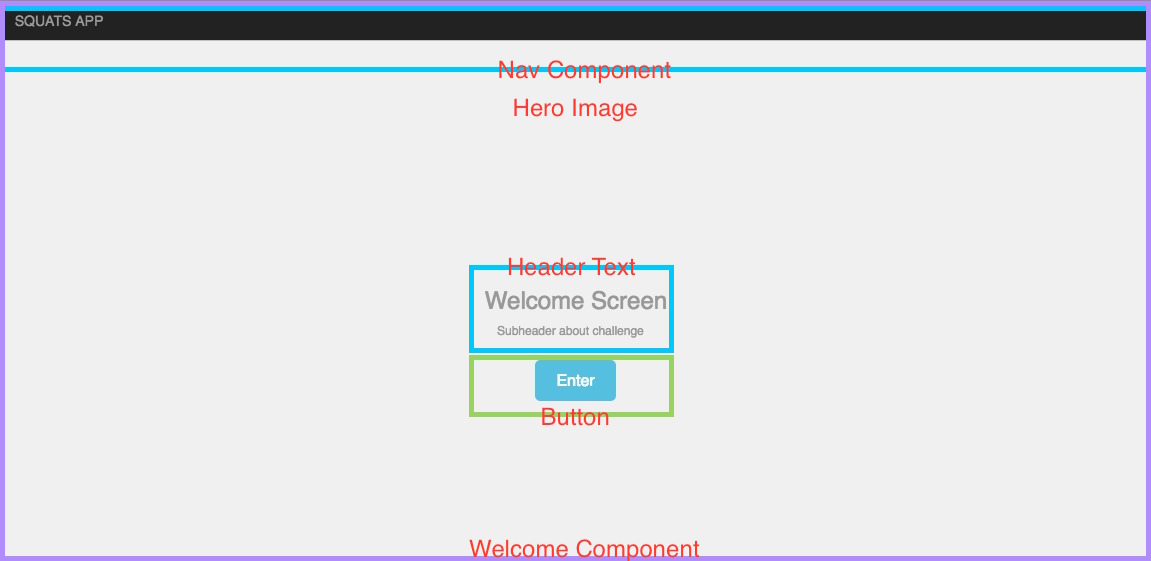 SQUATS APP
Nav Component
Hero Image
Header Text
Welcome Screen
Subheader about challenge
Enter
Button
Welcome Component